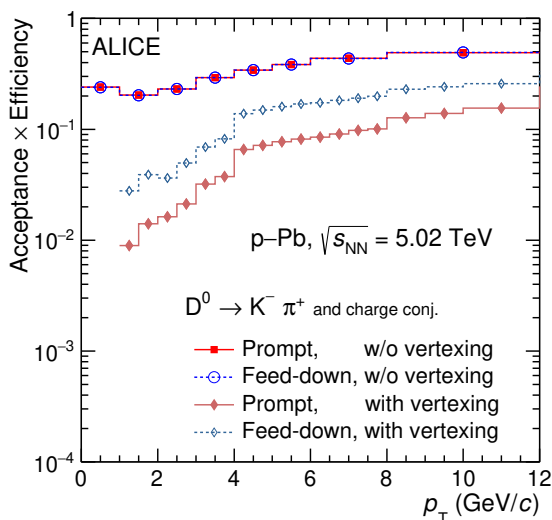 ALICE
Acceptance × Efficiency
1
10⁻¹
10⁻²
10⁻³
10⁻⁴
p–Pb, √s_NN = 5.02 TeV
D⁰ → K⁻ π⁺ and charge conj.
Prompt, w/o vertexing
Feed-down, w/o vertexing
Prompt, with vertexing
Feed-down, with vertexing
0 2 4 6 8 10 12
p_T (GeV/c)